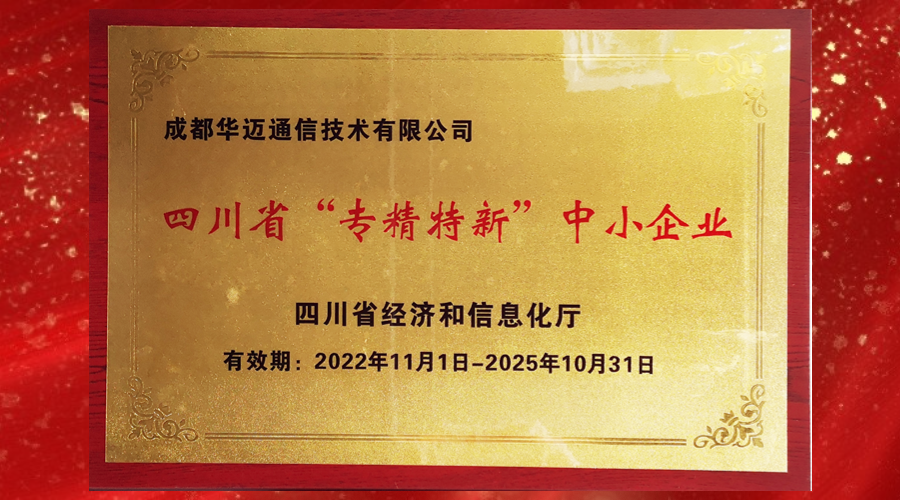 成都华迈通信技术有限公司
四川省“专精特新”中小企业
四川省经济和信息化厅
有效期：2022年11月1日-2025年10月31日